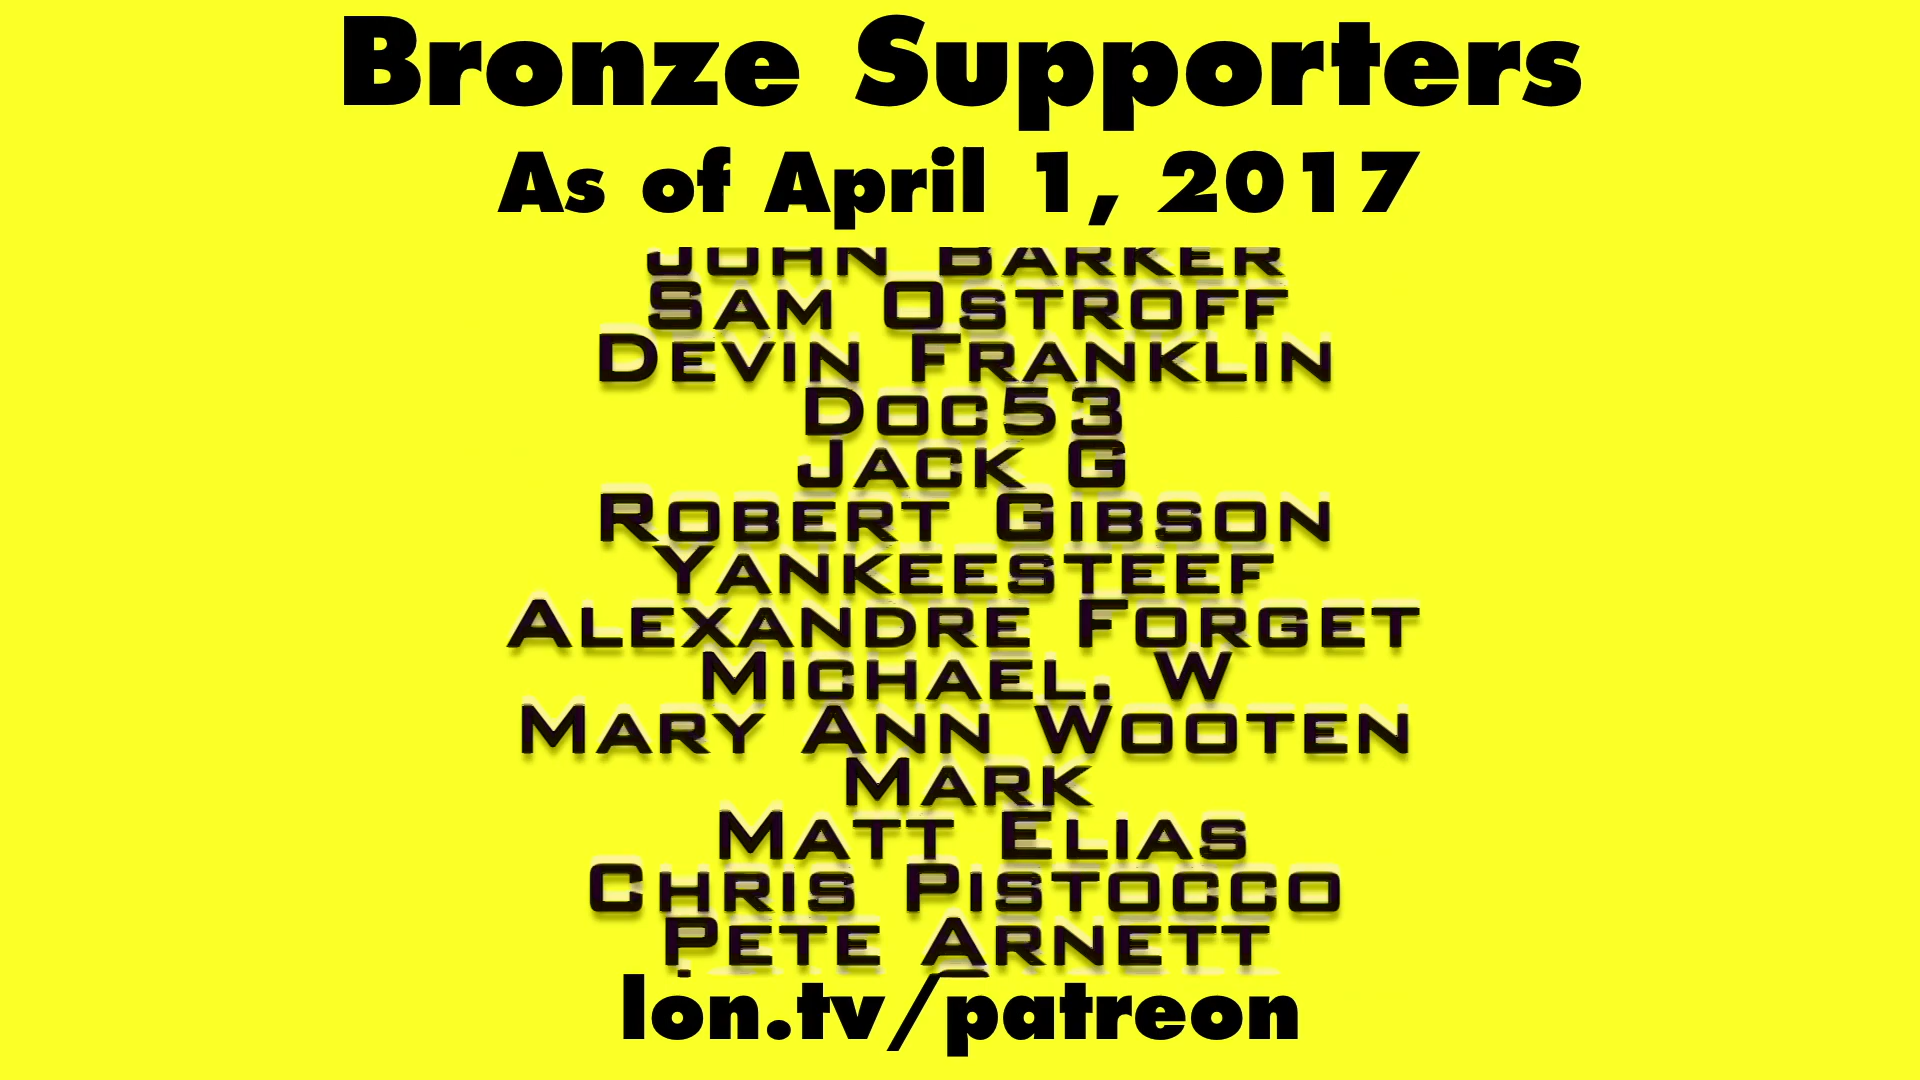 Bronze Supporters
As of April 1, 2017
JOHN BARKER
SAM OSTROFF
DEVIN FRANKLIN
DOC53
JACK G
ROBERT GIBSON
YANKEESTEEF
ALEXANDRE FORGET
MICHAEL. W
MARY ANN WOOTEN
MARK
MATT ELIAS
CHRIS PISTOCCO
PETE ARNETT
lon.tv/patreon